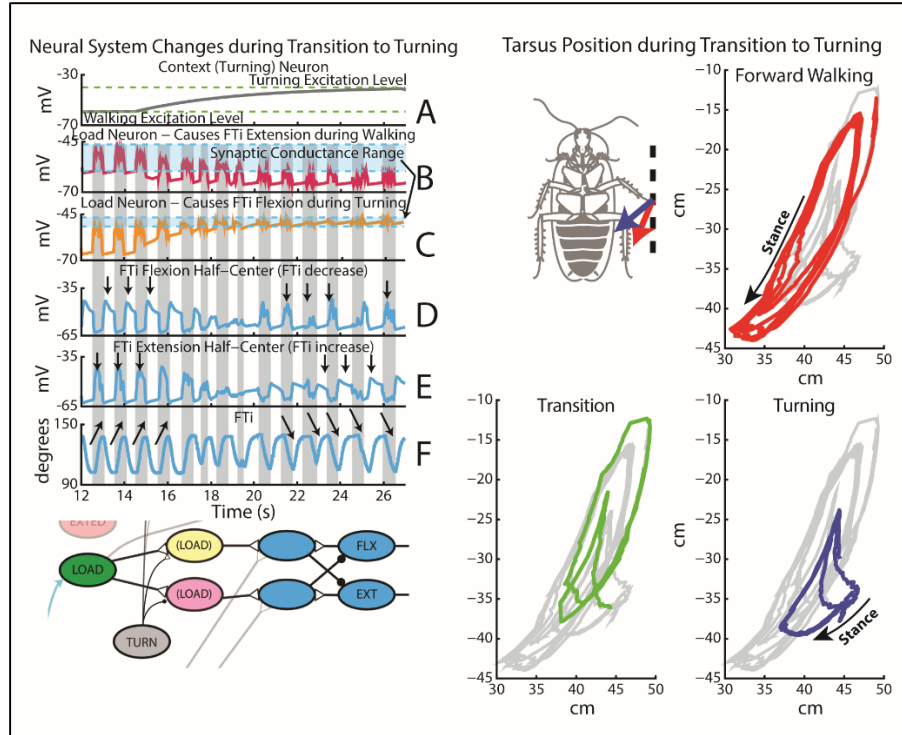 Neural System Changes during Transition to Turning
Context (Turning) Neuron
-30
Turning Excitation Level
mV
Walking Excitation Level
-70
A
Load Neuron – Causes FTi Extension during Walking
-45
Synaptic Conductance Range
mV
-70
B
Load Neuron – Causes FTi Flexion during Turning
-45
mV
-70
C
FTi Flexion Half–Center (FTi decrease)
-35
mV
-65
D
FTi Extension Half–Center (FTi increase)
-35
mV
-65
E
FTi
150
degrees
90
F
12 14 16 18 20 22 24 26
Time (s)
EXTED
LOAD
(LOAD)
(LOAD)
FLX
EXT
TURN
Tarsus Position during Transition to Turning
Forward Walking
−10
−15
−20
−25
−30
−35
−40
−45
cm
Stance
30 35 40 45 50
cm
Transition
−10
−15
−20
−25
−30
−35
−40
−45
30 35 40 45 50
cm
Turning
−10
−15
−20
−25
−30
−35
−40
−45
Stance
30 35 40 45 50
cm